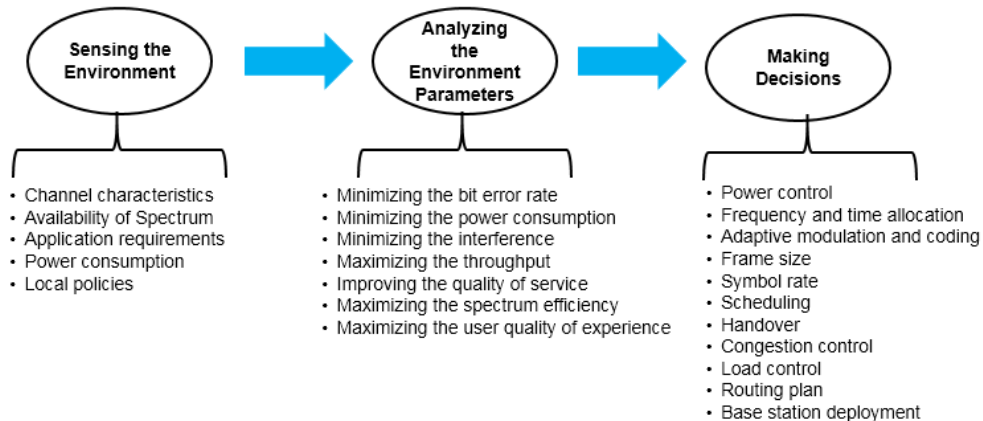 Sensing the
Environment
• Channel characteristics
• Availability of Spectrum
• Application requirements
• Power consumption
• Local policies
Analyzing
the
Environment
Parameters
• Minimizing the bit error rate
• Minimizing the power consumption
• Minimizing the interference
• Maximizing the throughput
• Improving the quality of service
• Maximizing the spectrum efficiency
• Maximizing the user quality of experience
Making
Decisions
• Power control
• Frequency and time allocation
• Adaptive modulation and coding
• Frame size
• Symbol rate
• Scheduling
• Handover
• Congestion control
• Load control
• Routing plan
• Base station deployment